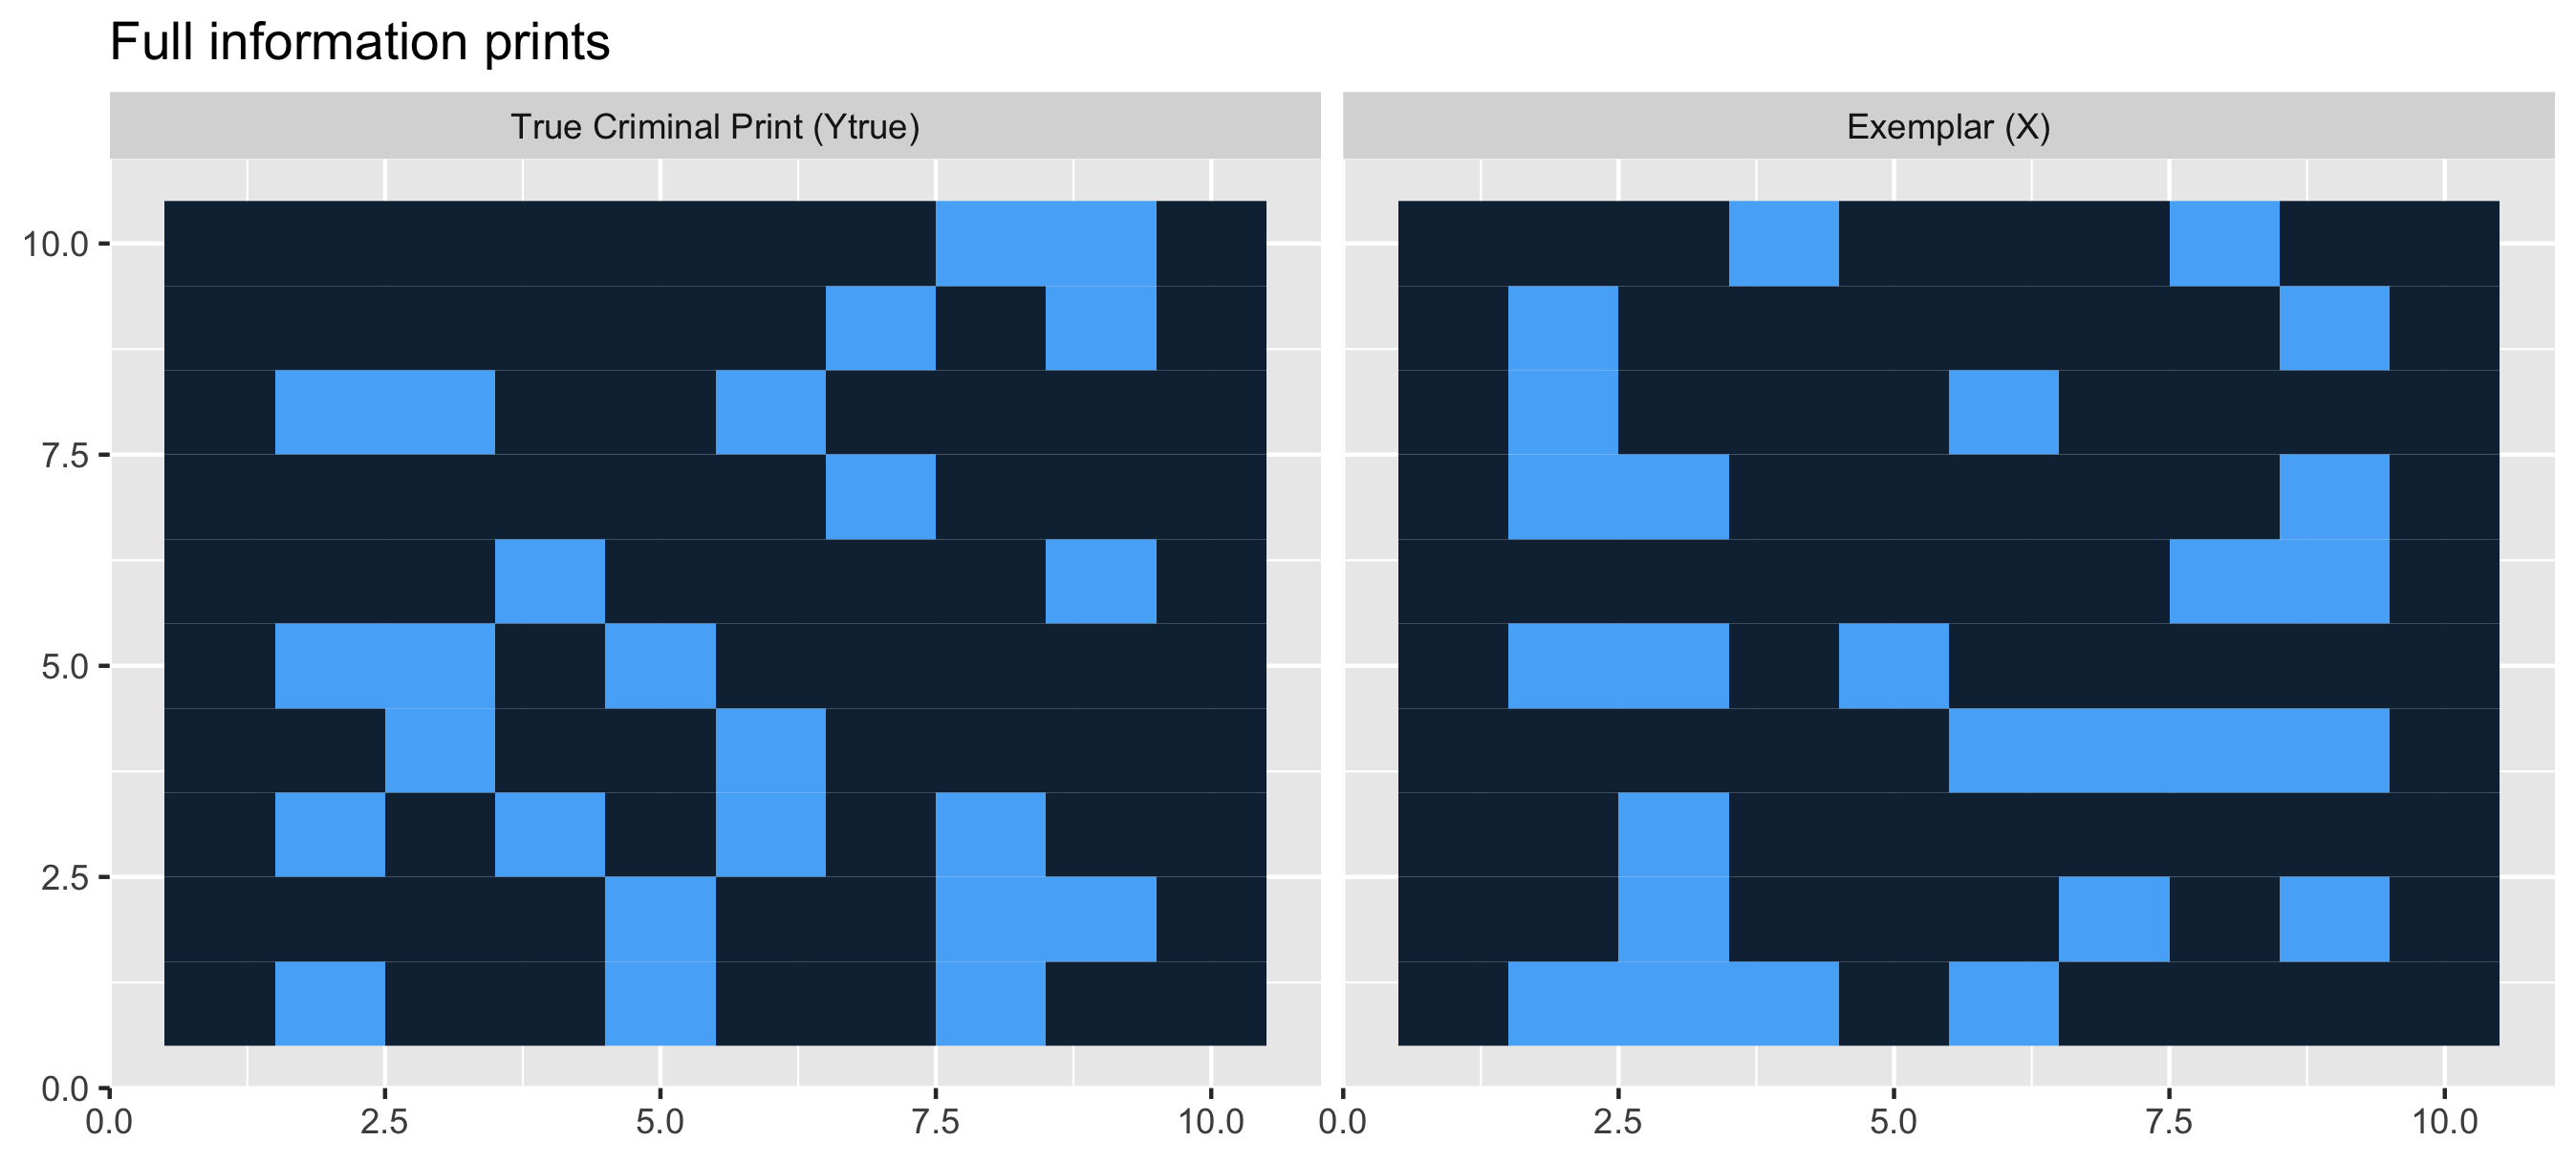 Full information prints
True Criminal Print (Ytrue)
Exemplar (X)
10.0
7.5
5.0
2.5
0.0
0.0 2.5 5.0 7.5 10.0 0.0 2.5 5.0 7.5 10.0